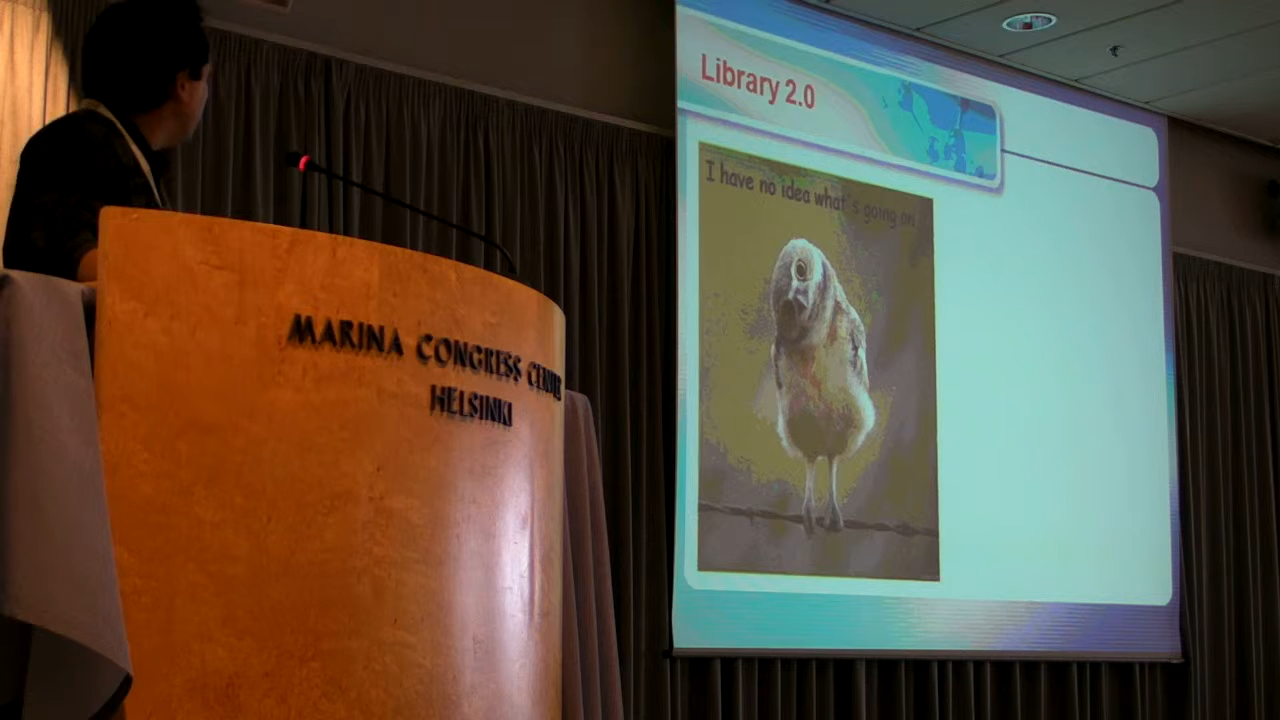 Library 2.0
I have no idea what's going on
MARINA CONGRESS CENTER
HELSINKI